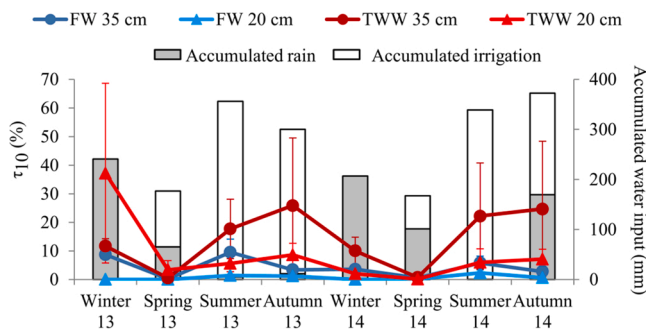 FW 35 cm FW 20 cm TWW 35 cm TWW 20 cm
Accumulated rain Accumulated irrigation
τ10 (%)
70
60
50
40
30
20
10
0
400
300
200
100
0
Accumulated water input (mm)
Winter Spring Summer Autumn Winter Spring Summer Autumn
13 13 13 13 14 14 14 14